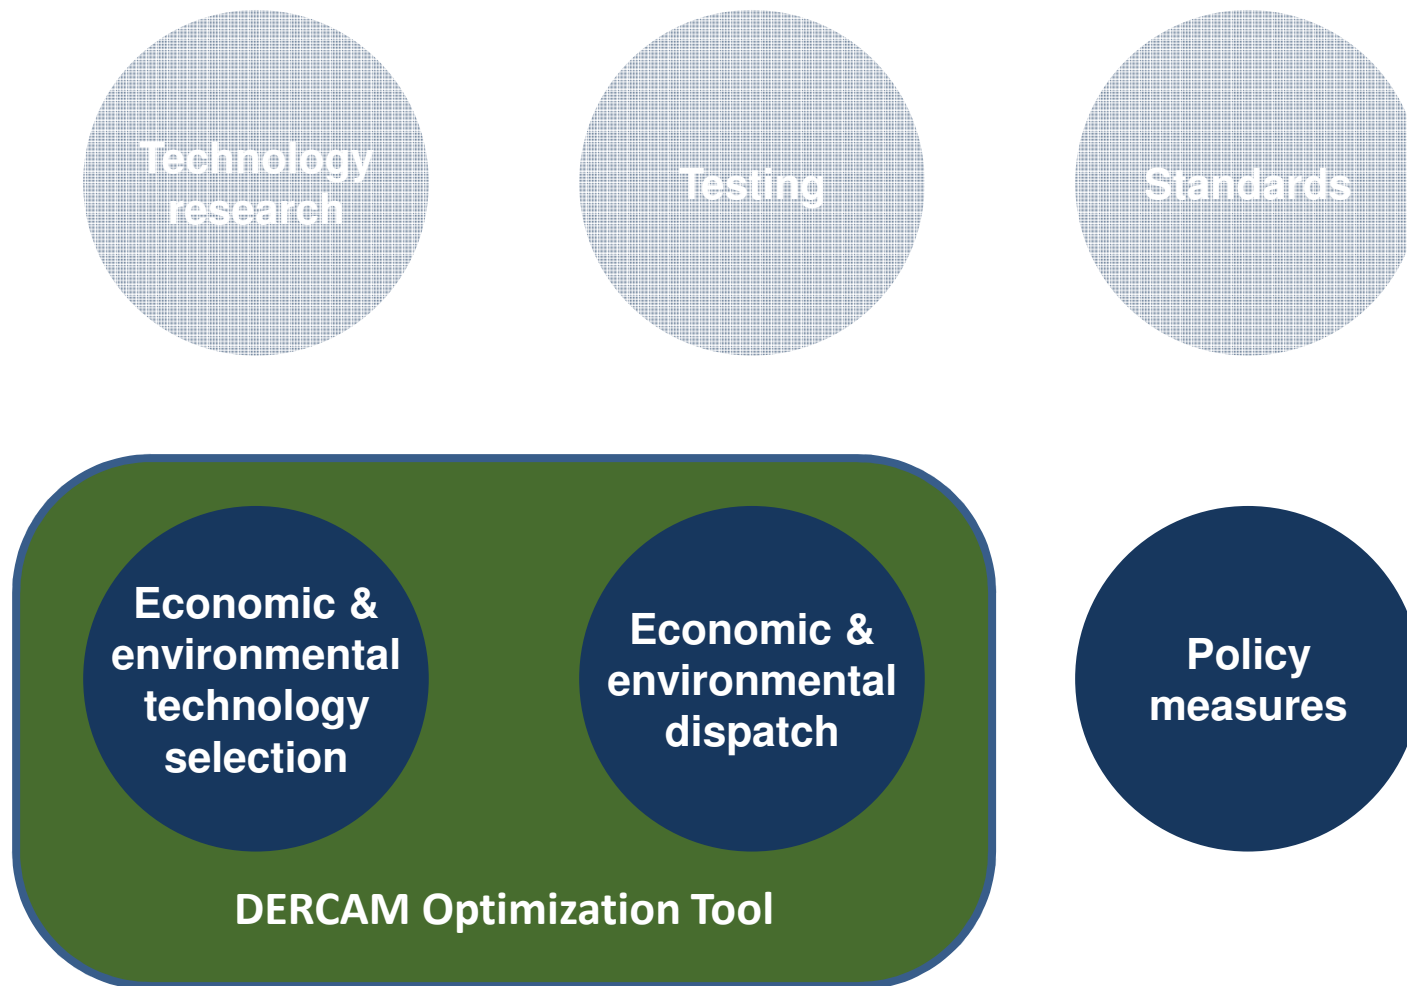 Technology
research
Testing
Standards
Economic &
environmental
technology
selection
Economic &
environmental
dispatch
Policy
measures
DERCAM Optimization Tool